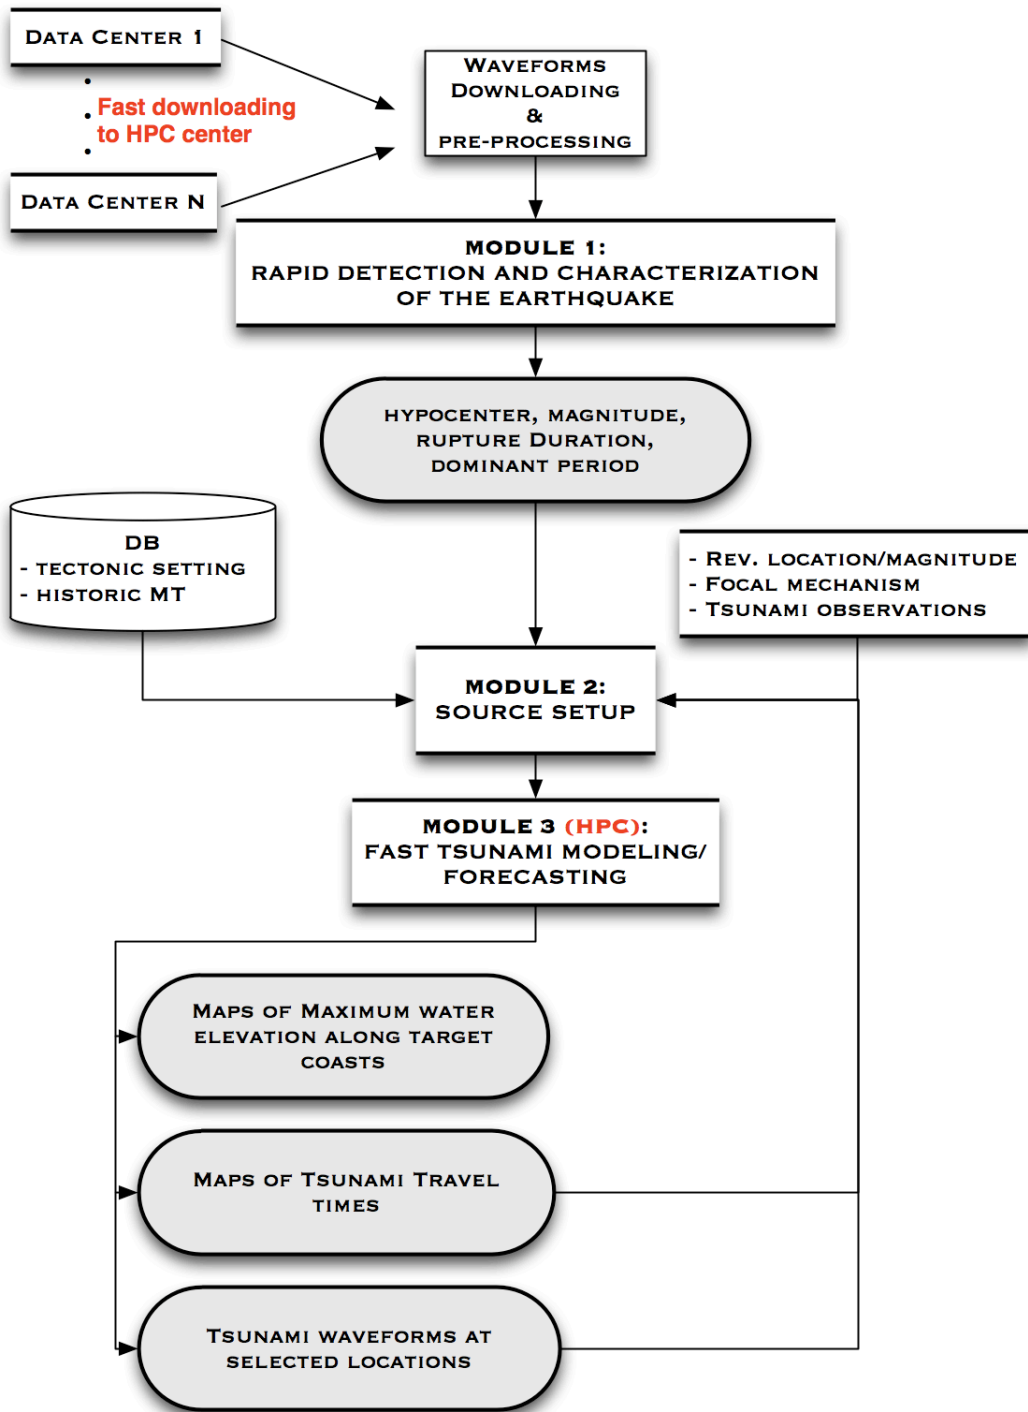 Data Center 1
Fast downloading
to HPC center
Data Center N
Waveforms
Downloading
&
pre-processing
MODULE 1:
RAPID DETECTION AND CHARACTERIZATION
OF THE EARTHQUAKE
hypocenter, magnitude,
rupture Duration,
dominant period
DB
- tectonic setting
- historic MT
- Rev. location/magnitude
- Focal mechanism
- Tsunami observations
MODULE 2:
SOURCE SETUP
MODULE 3 (HPC):
FAST TSUNAMI MODELING/
FORECASTING
Maps of Maximum water
elevation along target
coasts
Maps of Tsunami Travel
times
Tsunami waveforms at
selected locations